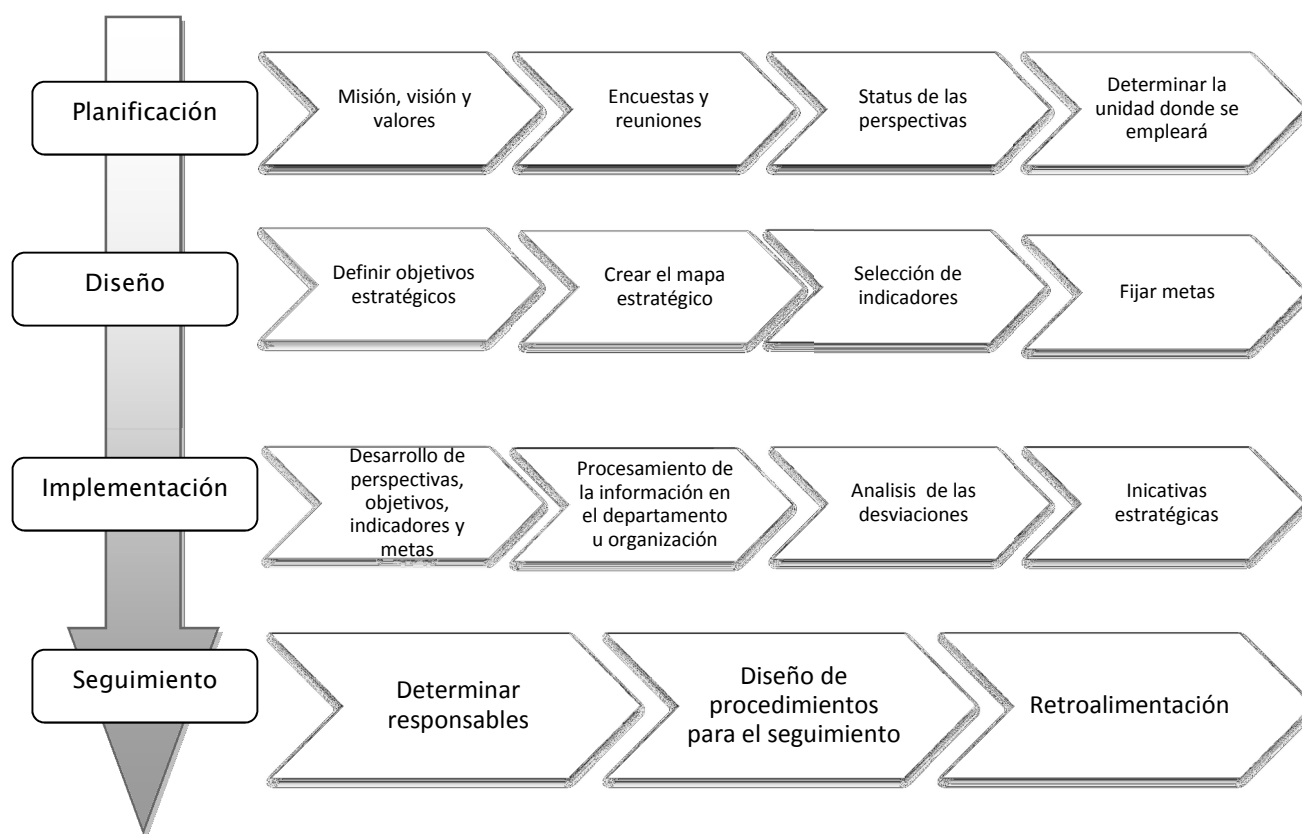 Planificación
Misión, visión y
valores
Encuestas y
reuniones
Status de las
perspectivas
Determinar la
unidad donde se
empleará
Diseño
Definir objetivos
estratégicos
Crear el mapa
estratégico
Selección de
indicadores
Fijar metas
Implementación
Desarrollo de
perspectivas,
objetivos,
indicadores y
metas
Procesamiento de
la información en
el departamento
u organización
Analisis de las
desviaciones
Inicativas
estratégicas
Seguimiento
Determinar
responsables
Diseño de
procedimientos
para el seguimiento
Retroalimentación